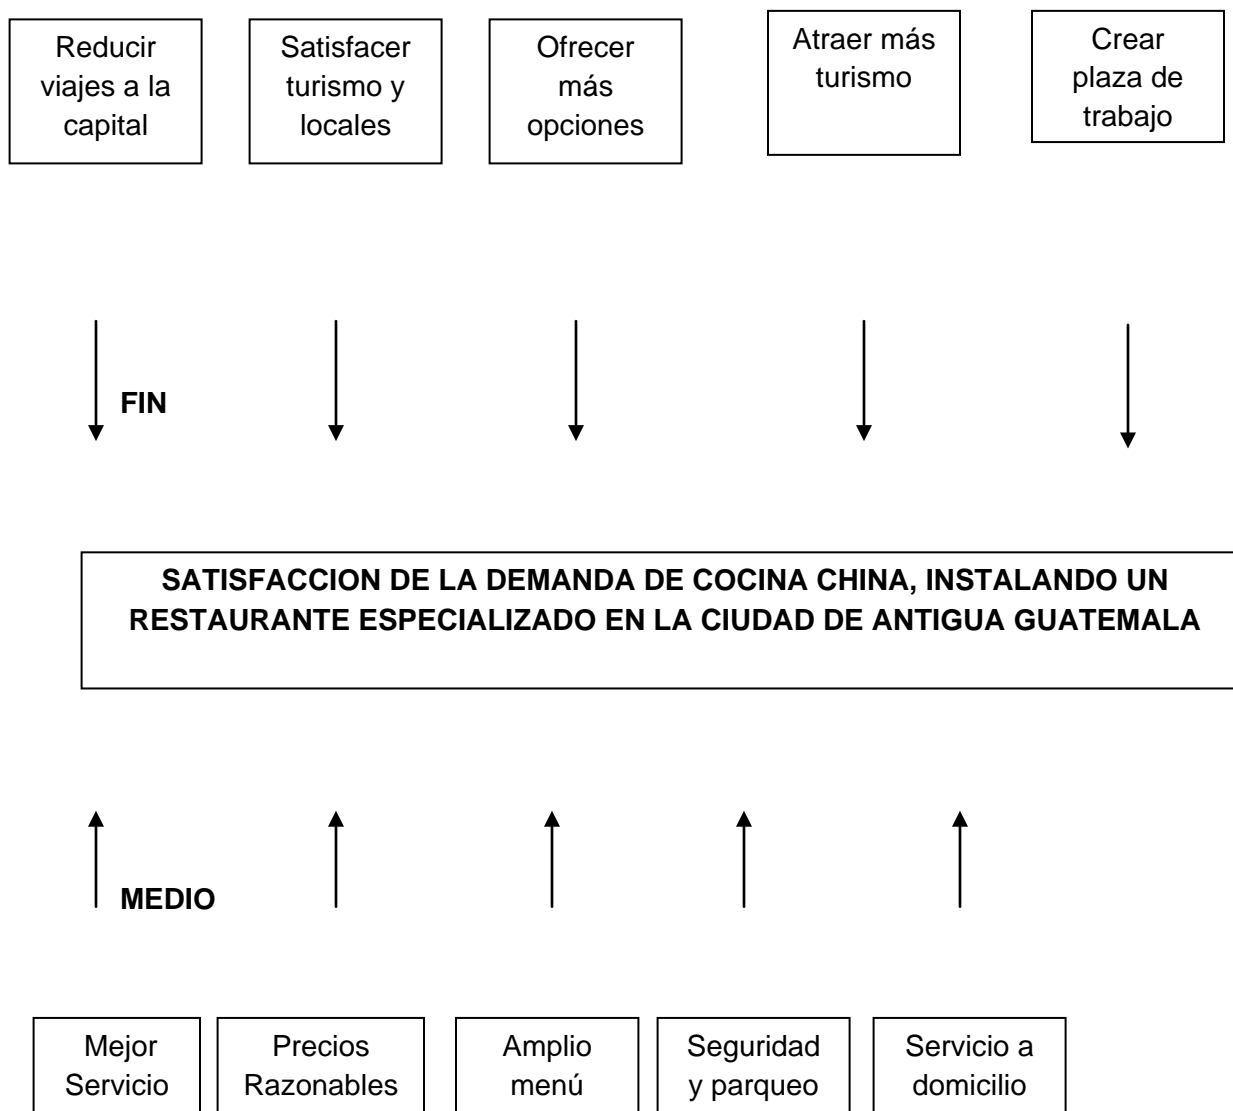 Reducir
viajes a la
capital
Satisfacer
turismo y
locales
Ofrecer
más
opciones
Atraer más
turismo
Crear
plaza de
trabajo
FIN
SATISFACCION DE LA DEMANDA DE COCINA CHINA, INSTALANDO UN
RESTAURANTE ESPECIALIZADO EN LA CIUDAD DE ANTIGUA GUATEMALA
MEDIO
Mejor
Servicio
Precios
Razonables
Amplio
menú
Seguridad
y parqueo
Servicio a
domicilio